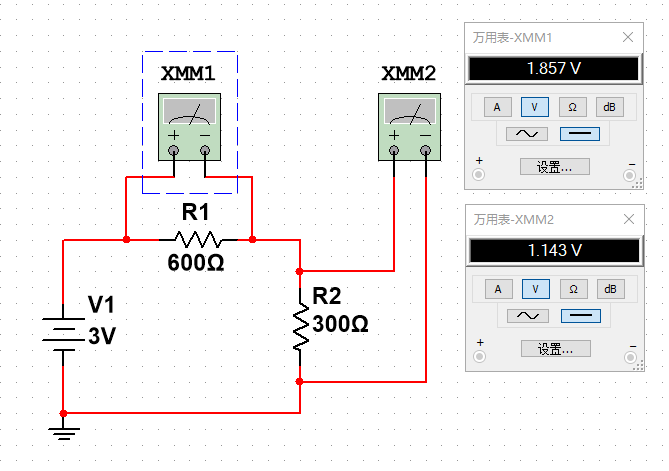 XMM1
XMM2
R1
600Ω
R2
300Ω
V1
3V
万用表-XMM1
1.857 V
A V Ω dB
+ 设置... −
万用表-XMM2
1.143 V
A V Ω dB
+ 设置... −